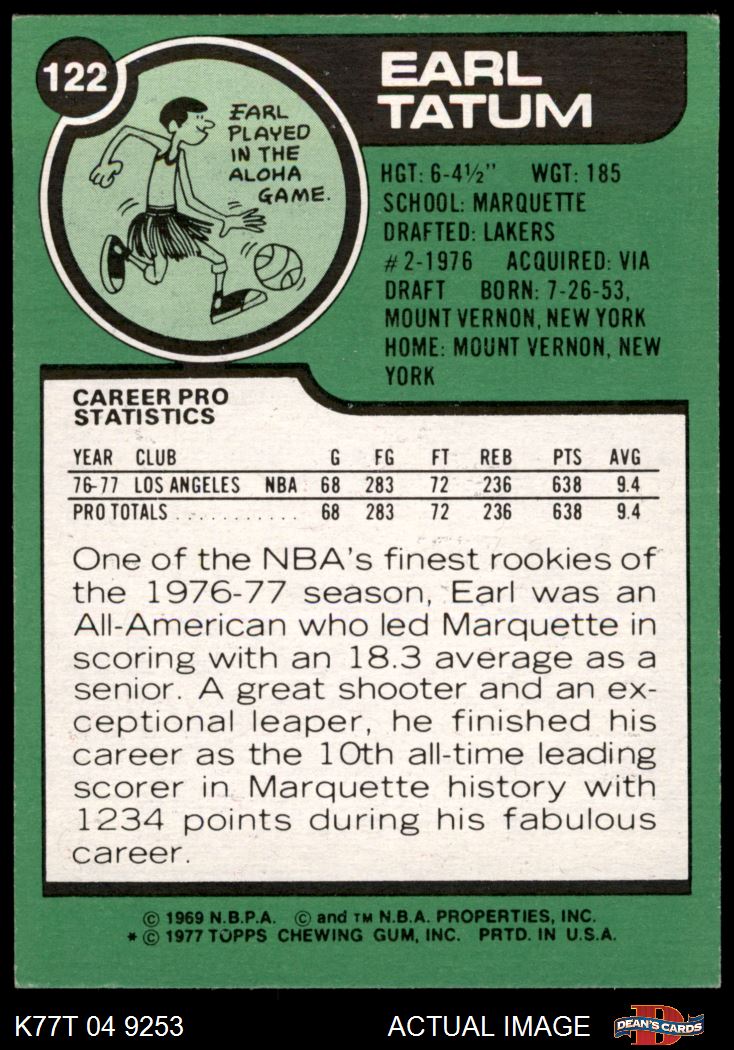 122
EARL
TATUM
EARL
PLAYED
IN THE
ALOHA
GAME.
HGT: 6-4½" WGT: 185
SCHOOL: MARQUETTE
DRAFTED: LAKERS
#2-1976 ACQUIRED: VIA
DRAFT BORN: 7-26-53,
MOUNT VERNON, NEW YORK
HOME: MOUNT VERNON, NEW
YORK
CAREER PRO
STATISTICS
YEAR CLUB G FG FT REB PTS AVG
76-77 LOS ANGELES NBA 68 283 72 236 638 9.4
PRO TOTALS . . . . . . . . . . . 68 283 72 236 638 9.4
One of the NBA's finest rookies of
the 1976-77 season, Earl was an
All-American who led Marquette in
scoring with an 18.3 average as a
senior. A great shooter and an ex-
ceptional leaper, he finished his
career as the 10th all-time leading
scorer in Marquette history with
1234 points during his fabulous
career.
© 1969 N.B.P.A. © and TM N.B.A. PROPERTIES, INC.
* © 1977 TOPPS CHEWING GUM, INC. PRTD. IN U.S.A.
K77T 04 9253 ACTUAL IMAGE D DEAN'S CARDS